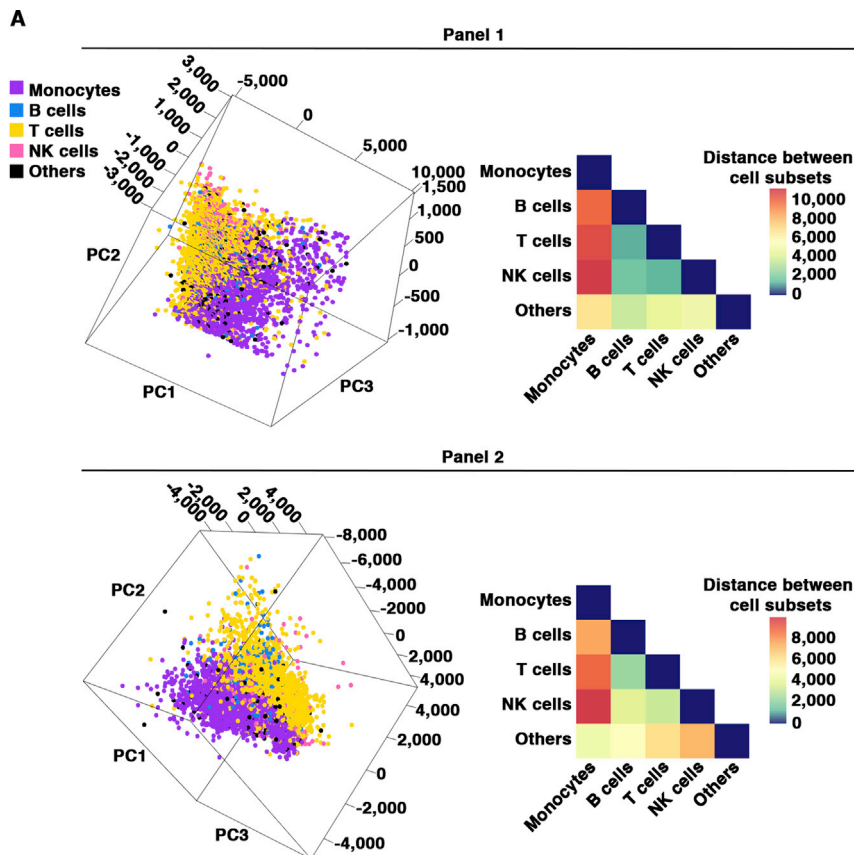 A
Panel 1
Monocytes
B cells
T cells
NK cells
Others
3,000
2,000
1,000
0
-1,000
-2,000
-3,000
-5,000
0
5,000
10,000
1,500
1,000
500
0
-500
-1,000
PC2
PC1
PC3
Monocytes
B cells
T cells
NK cells
Others
Monocytes
B cells
T cells
NK cells
Others
Distance between
cell subsets
10,000
8,000
6,000
4,000
2,000
0
Panel 2
-4,000
-2,000
0
2,000
4,000
-8,000
-6,000
-4,000
-2000
0
2,000
4,000
4,000
2,000
0
-2,000
-4,000
PC2
PC1
PC3
Monocytes
B cells
T cells
NK cells
Others
Monocytes
B cells
T cells
NK cells
Others
Distance between
cell subsets
8,000
6,000
4,000
2,000
0